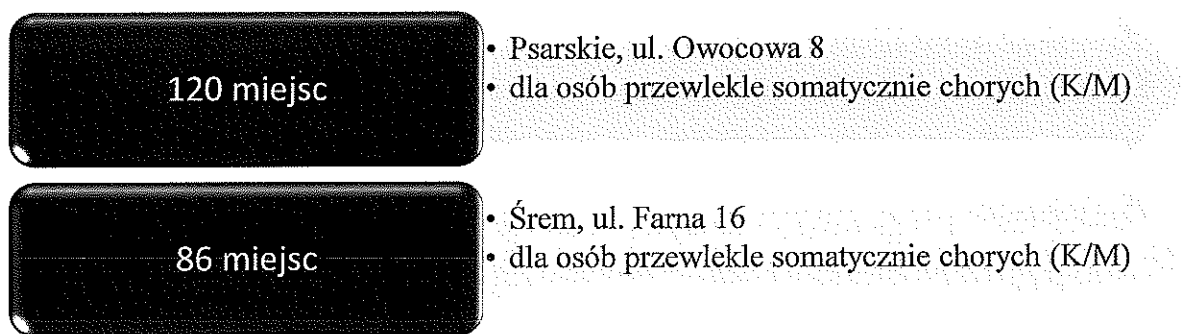 120 miejsc
• Psarskie, ul. Owocowa 8
• dla osób przewlekle somatycznie chorych (K/M)
86 miejsc
• Śrem, ul. Farna 16
• dla osób przewlekle somatycznie chorych (K/M)